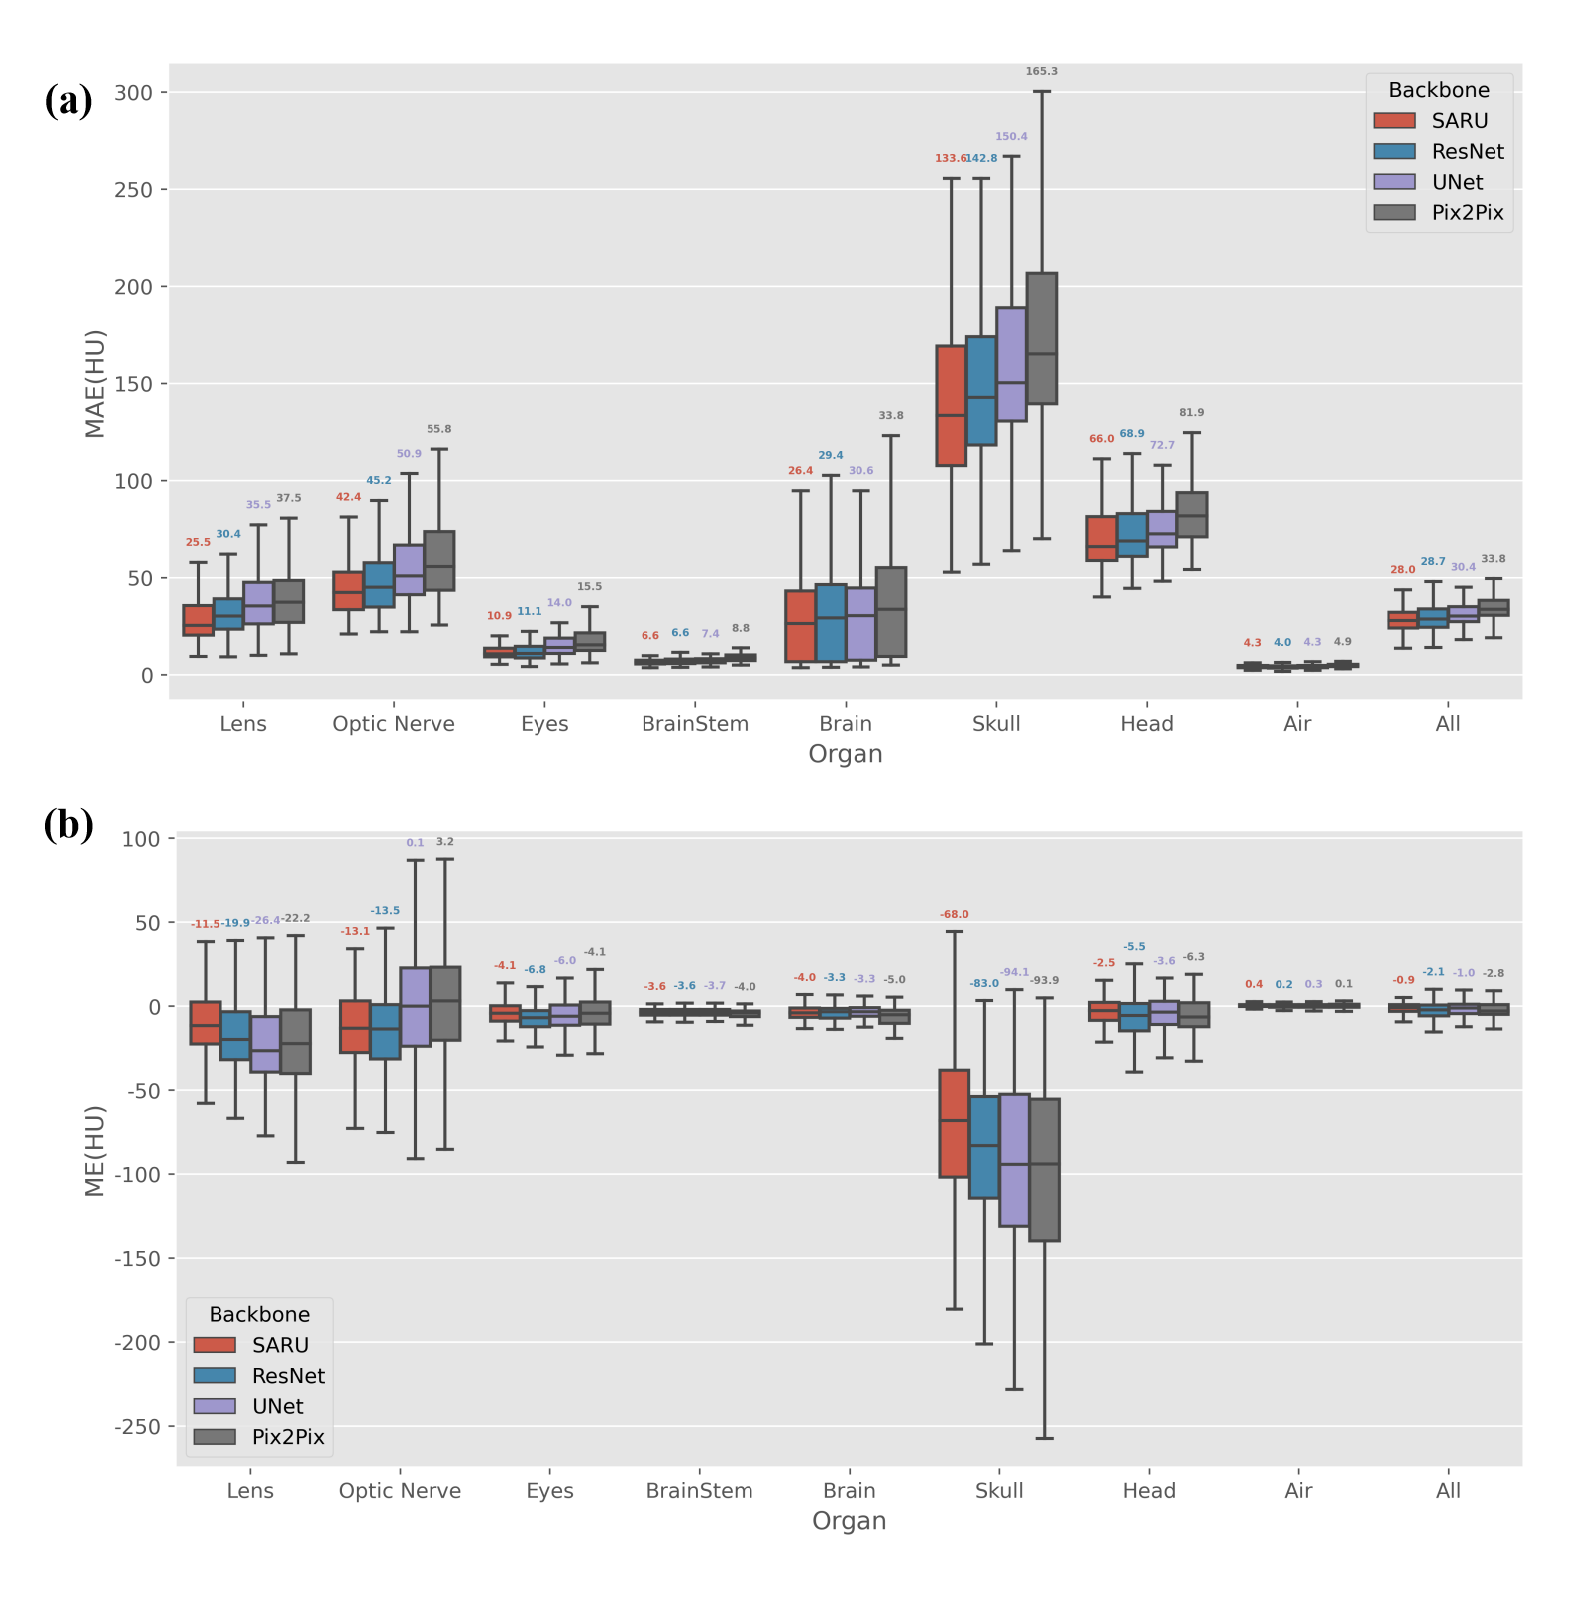 (a)
MAE(HU)
300
250
200
150
100
50
0
25.5 30.4 35.5 37.5
42.4 45.2 50.9 55.8
10.9 11.1 14.0 15.5
6.6 6.6 7.4 8.8
26.4 29.4 30.6 33.8
133.6 142.8 150.4 165.3
66.0 68.9 72.7 81.9
4.3 4.0 4.3 4.9
28.0 28.7 30.4 33.8
Backbone
SARU
ResNet
UNet
Pix2Pix
Lens Optic Nerve Eyes BrainStem Brain Skull Head Air All
Organ
(b)
ME(HU)
100
50
0
-50
-100
-150
-200
-250
-11.5 -19.9 -26.4 -22.2
-13.1 -13.5 0.1 3.2
-4.1 -6.8 -6.0 -4.1
-3.6 -3.6 -3.7 -4.0
-4.0 -3.3 -3.3 -5.0
-68.0 -83.0 -94.1 -93.9
-2.5 -5.5 -3.6 -6.3
0.4 0.2 0.3 0.1
-0.9 -2.1 -1.0 -2.8
Backbone
SARU
ResNet
UNet
Pix2Pix
Lens Optic Nerve Eyes BrainStem Brain Skull Head Air All
Organ